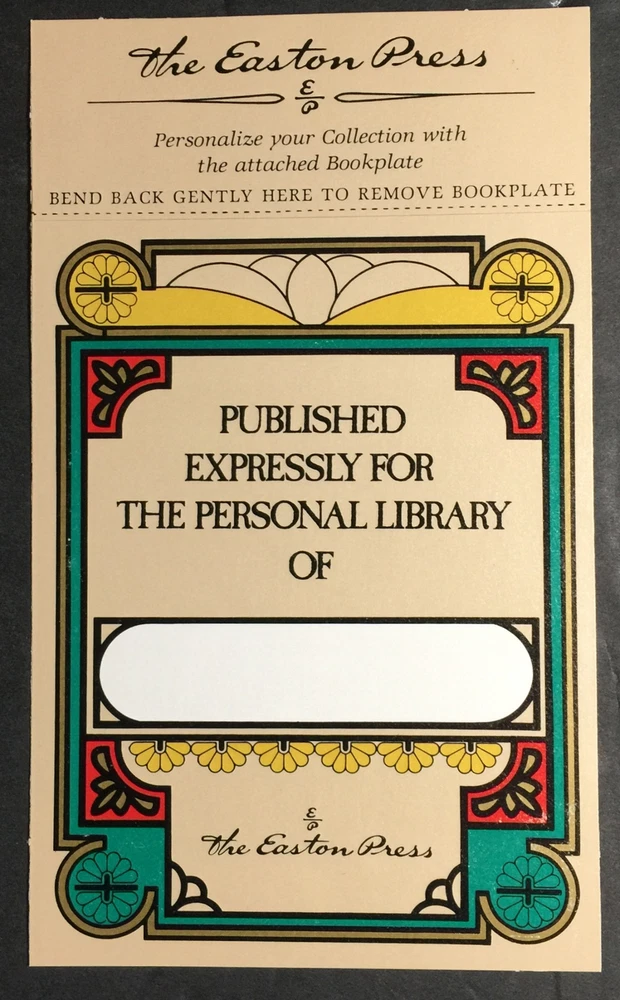 The Easton Press
E
P
Personalize your Collection with
the attached Bookplate
BEND BACK GENTLY HERE TO REMOVE BOOKPLATE
PUBLISHED
EXPRESSLY FOR
THE PERSONAL LIBRARY
OF
E
P
The Easton Press